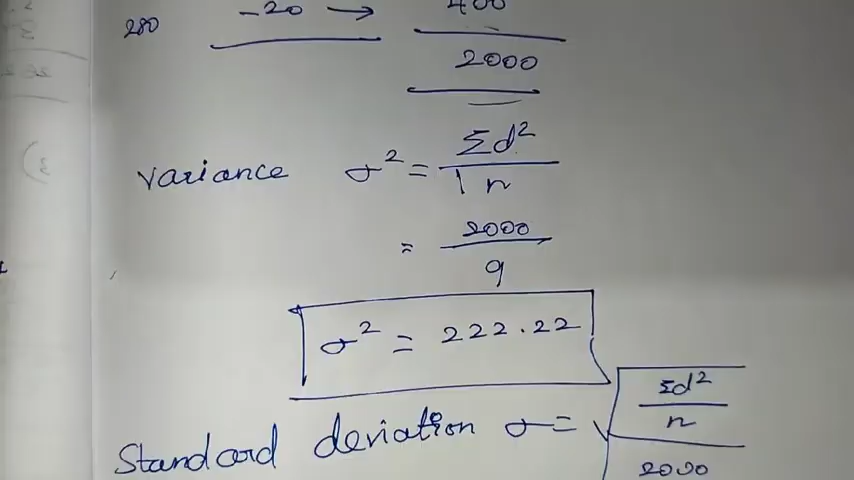 280 -20 → 400
2000
variance σ² = Σd² / n
= 2000 / 9
σ² = 222.22
Standard deviation σ = √ Σd² / n
2000